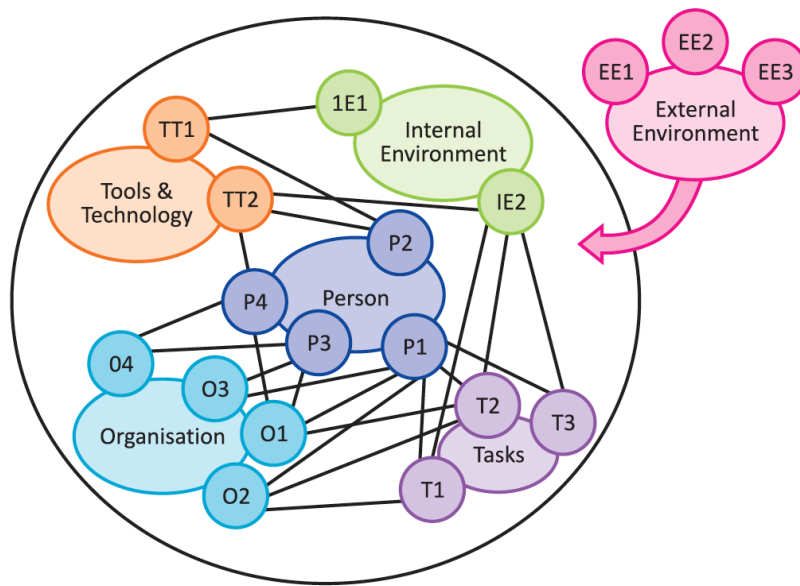 EE2
EE1
EE3
External
Environment
1E1
TT1
Internal
Environment
Tools &
Technology
TT2
IE2
P2
P4
Person
P3
P1
04
O3
T2
T3
Organisation
O1
Tasks
O2
T1